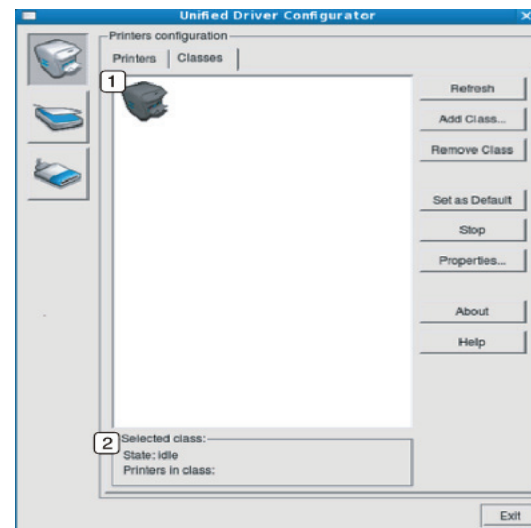 Unified Driver Configurator
Printers configuration
Printers
Classes
1
Refresh
Add Class...
Remove Class
Set as Default
Stop
Properties...
About
Help
2
Selected class:
State: idle
Printers in class:
Exit